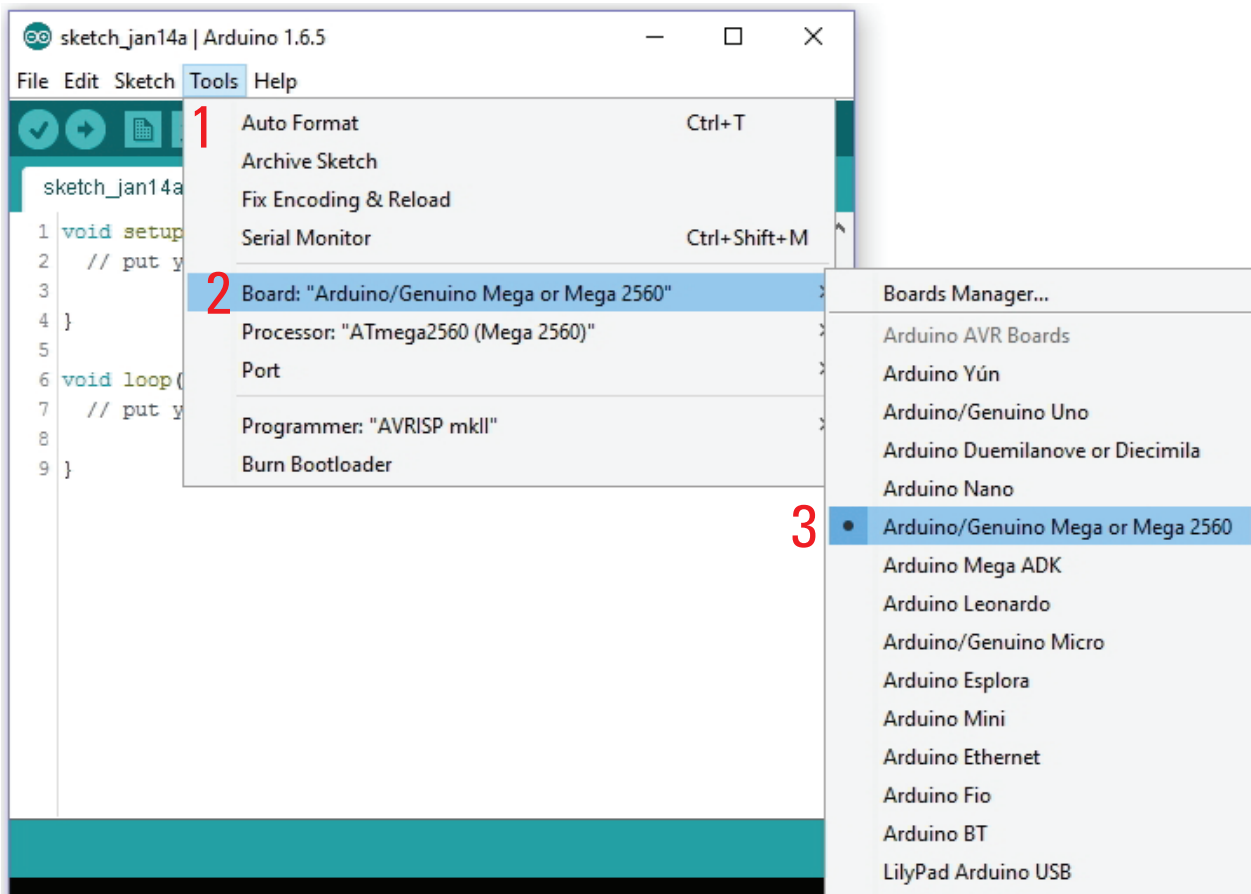 sketch_jan14a | Arduino 1.6.5
File Edit Sketch Tools Help
1
Auto Format Ctrl+T
Archive Sketch
Fix Encoding & Reload
Serial Monitor Ctrl+Shift+M
2
Board: "Arduino/Genuino Mega or Mega 2560"
Processor: "ATmega2560 (Mega 2560)"
Port
Programmer: "AVRISP mkII"
Burn Bootloader
sketch_jan14a
1 void setup
2 // put y
3
4 }
5
6 void loop(
7 // put y
8
9 }
Boards Manager...
Arduino AVR Boards
Arduino Yún
Arduino/Genuino Uno
Arduino Duemilanove or Diecimila
Arduino Nano
3
Arduino/Genuino Mega or Mega 2560
Arduino Mega ADK
Arduino Leonardo
Arduino/Genuino Micro
Arduino Esplora
Arduino Mini
Arduino Ethernet
Arduino Fio
Arduino BT
LilyPad Arduino USB